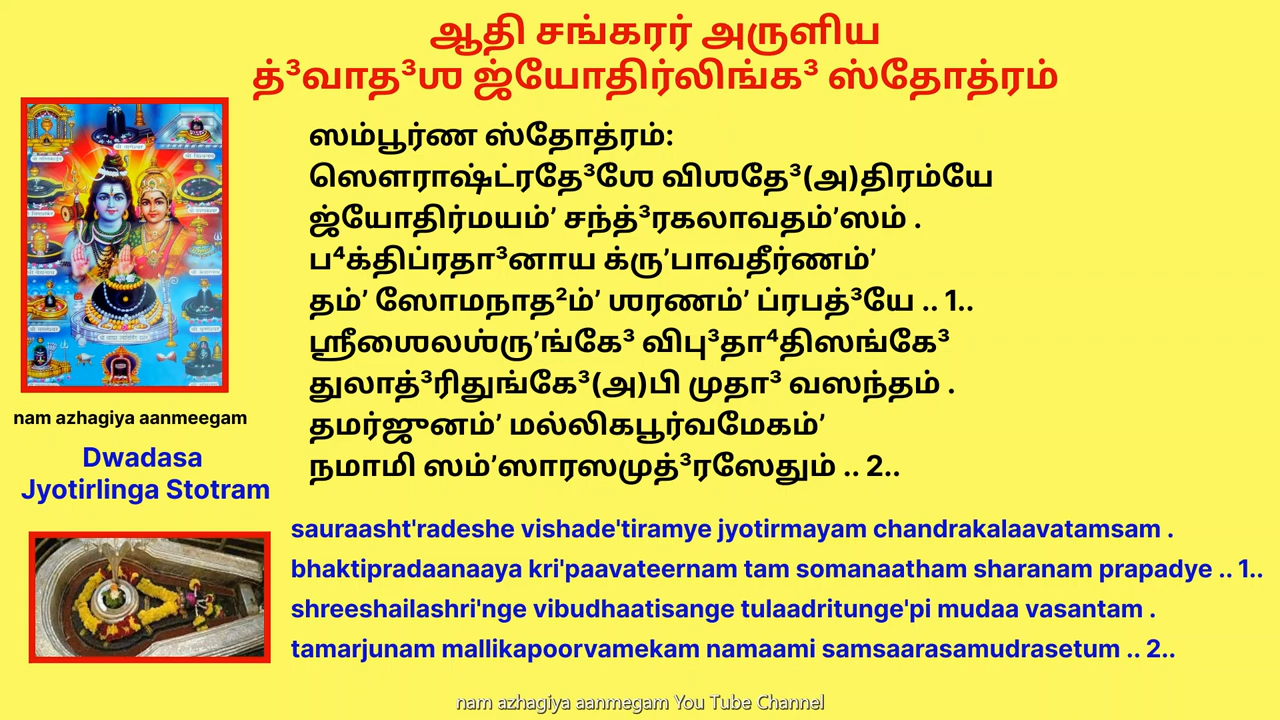 ஆதி சங்கரர் அருளிய
த்³வாத³ஶ ஜ்யோதிர்லிங்க³ ஸ்தோத்ரம்
ஸம்பூர்ண ஸ்தோத்ரம்:
ஸௌராஷ்ட்ரதே³ஶே விஶதே³(அ)திரம்யே
ஜ்யோதிர்மயம்ʼ சந்த்³ரகலாவதம்ʼஸம் .
ப⁴க்திப்ரதா³னாய க்ருʼபாவதீர்ணம்ʼ
தம்ʼ ஸோமநாத²ம்ʼ ஶரணம்ʼ ப்ரபத்³யே .. 1..
ஶ்ரீஶைலஶ்ருʼங்கே³ விபு³தா⁴திஸங்கே³
துலாத்³ரிதுங்கே³(அ)பி முதா³ வஸந்தம் .
தமர்ஜுனம்ʼ மல்லிகபூர்வமேகம்ʼ
நமாமி ஸம்ʼஸாரஸமுத்³ரஸேதும் .. 2..
nam azhagiya aanmeegam
Dwadasa
Jyotirlinga Stotram
sauraasht'radeshe vishade'tiramye jyotirmayam chandrakalaavatamsam .
bhaktipradaanaaya kri'paavateernam tam somanaatham sharanam prapadye .. 1..
shreeshailashri'nge vibudhaatisange tulaadritunge'pi mudaa vasantam .
tamarjunam mallikapoorvamekam namaami samsaarasamudrasetum .. 2..
nam azhagiya aanmegam You Tube Channel